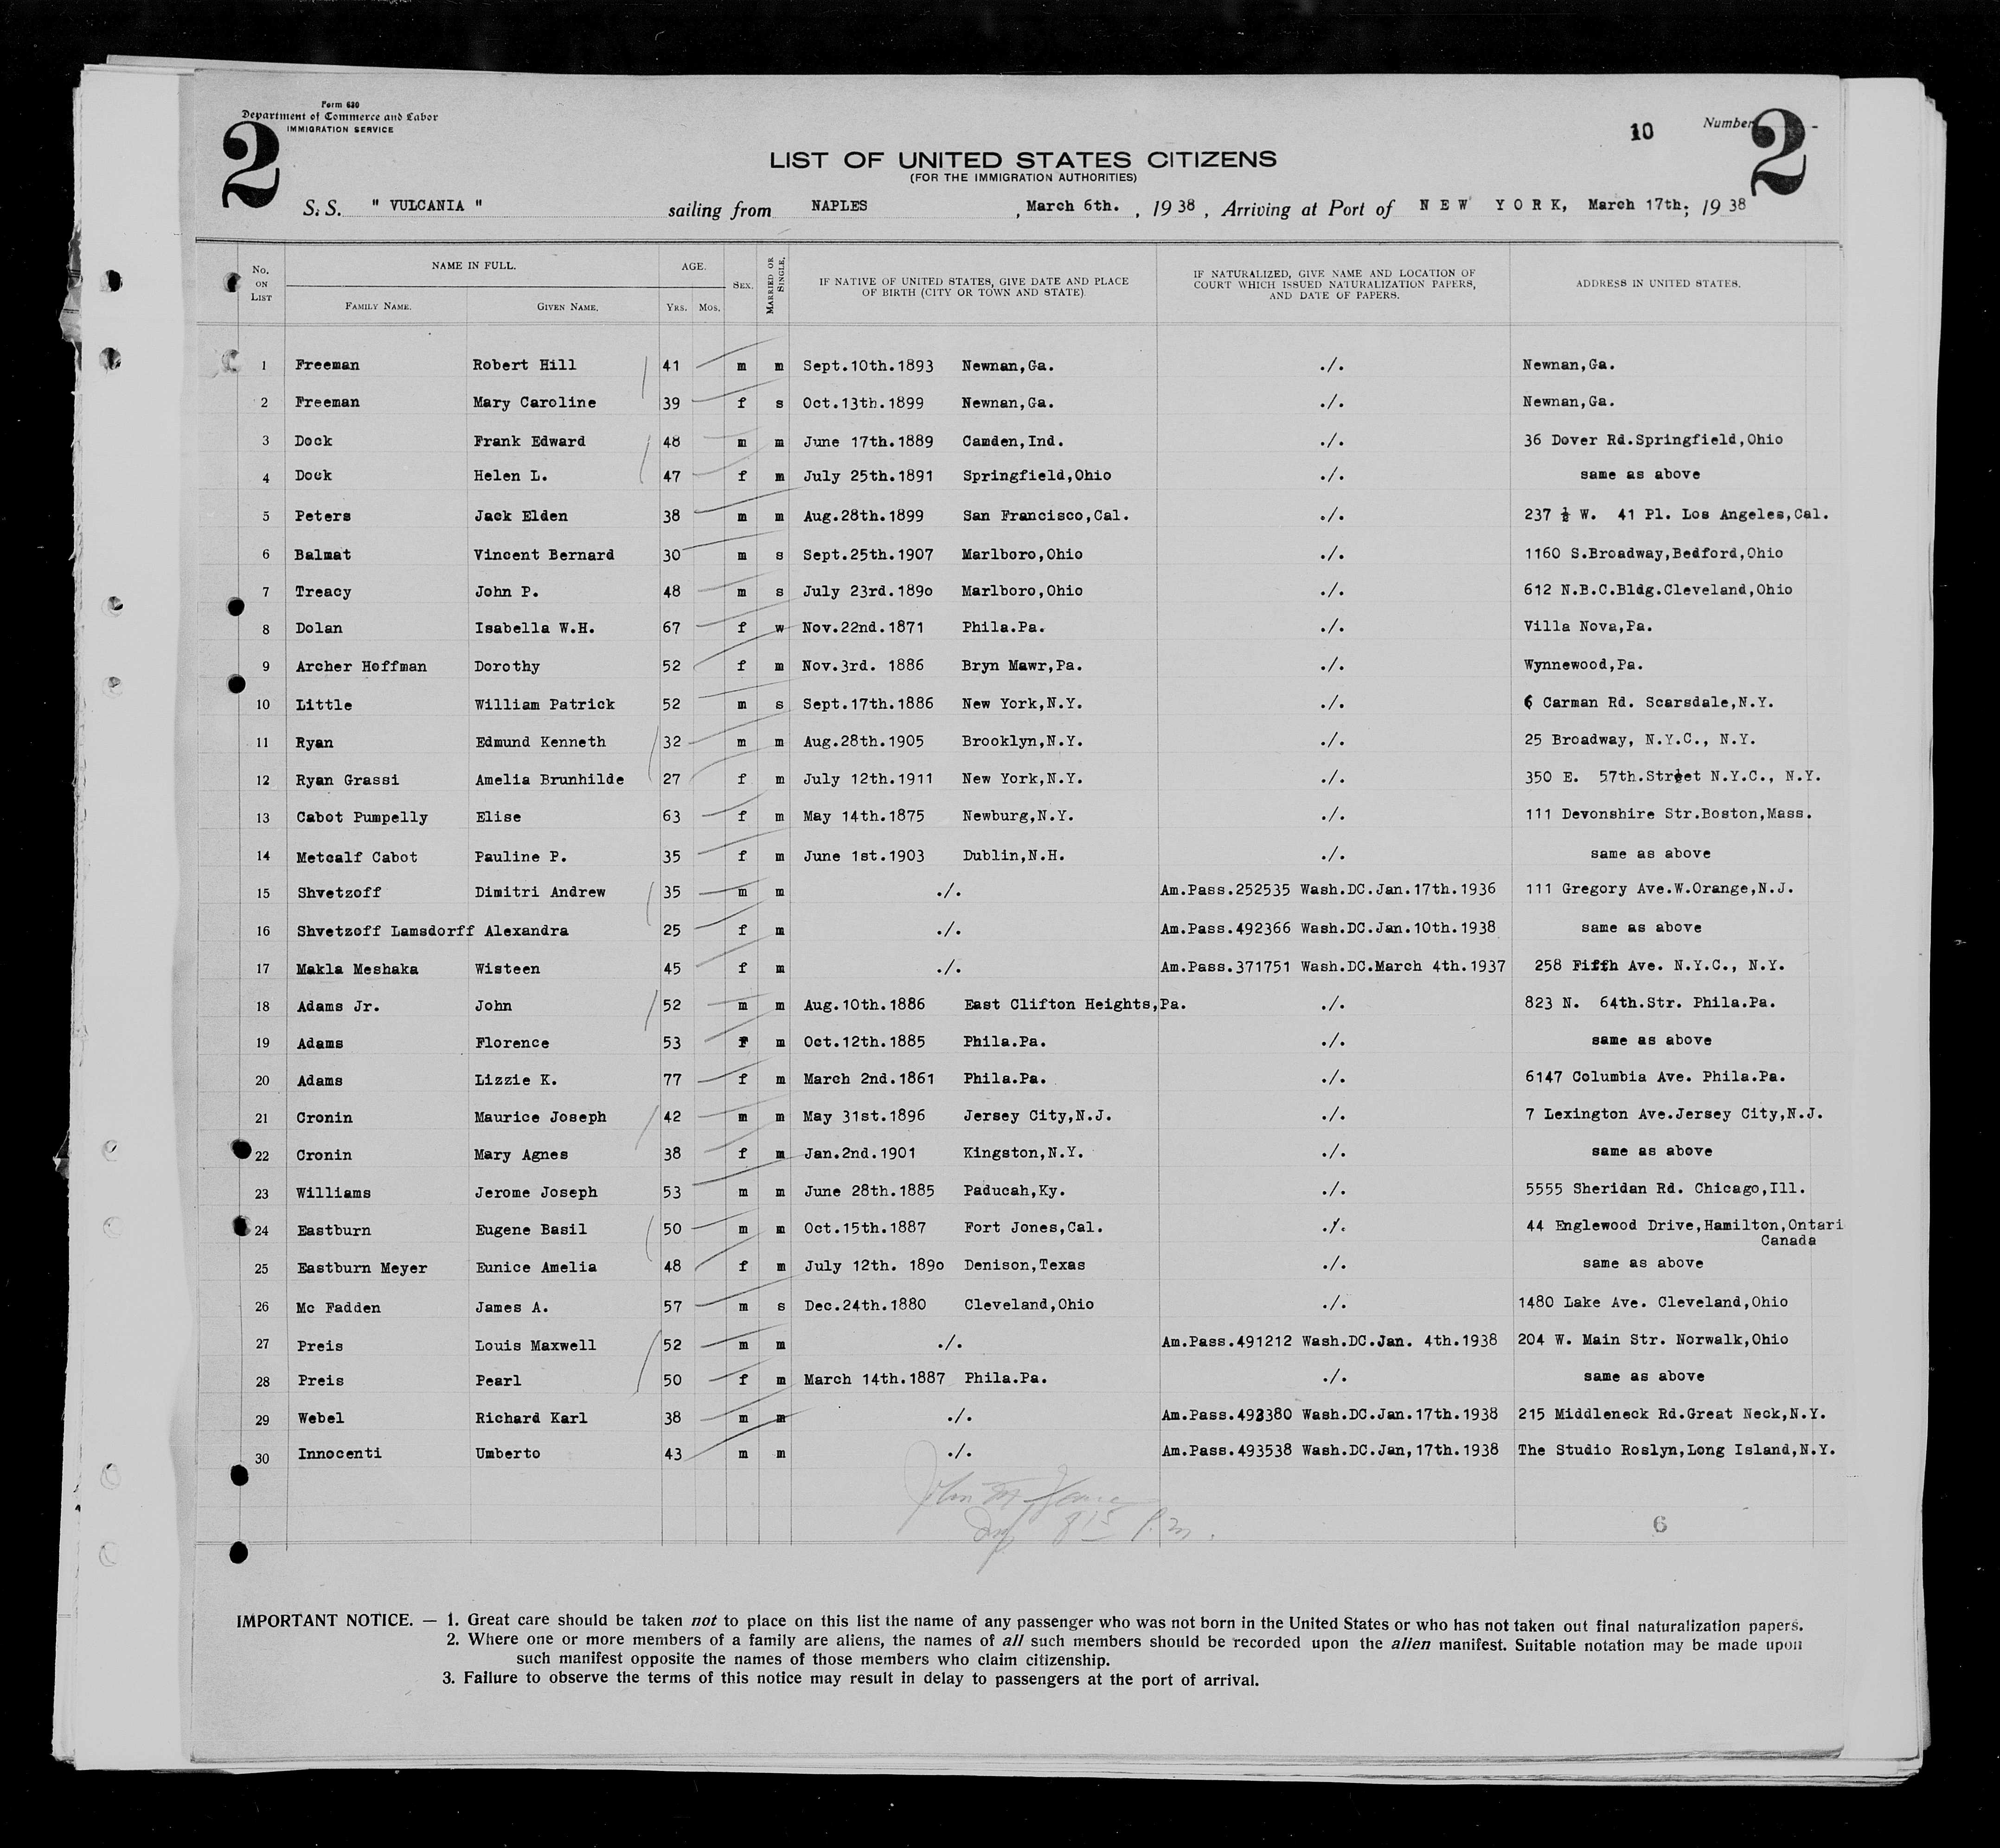 Form 630
Department of Commerce and Labor
IMMIGRATION SERVICE
2
10
Number 2 -
LIST OF UNITED STATES CITIZENS
(FOR THE IMMIGRATION AUTHORITIES)
S.S. " VULCANIA " sailing from NAPLES , March 6th. , 19 38 , Arriving at Port of N E W Y O R K, March 17th; 19 38
No. ON LIST NAME IN FULL. FAMILY NAME. GIVEN NAME. AGE. YRS. MOS. SEX. MARRIED OR SINGLE. IF NATIVE OF UNITED STATES, GIVE DATE AND PLACE OF BIRTH (CITY OR TOWN AND STATE) IF NATURALIZED, GIVE NAME AND LOCATION OF COURT WHICH ISSUED NATURALIZATION PAPERS, AND DATE OF PAPERS. ADDRESS IN UNITED STATES.
1 Freeman Robert Hill 41 m m Sept.10th.1893 Newnan,Ga. ./. Newnan,Ga.
2 Freeman Mary Caroline 39 f s Oct.13th.1899 Newnan,Ga. ./. Newnan,Ga.
3 Dock Frank Edward 48 m m June 17th.1889 Camden,Ind. ./. 36 Dover Rd.Springfield,Ohio
4 Dock Helen L. 47 f m July 25th.1891 Springfield,Ohio ./. same as above
5 Peters Jack Elden 38 m m Aug.28th.1899 San Francisco,Cal. ./. 237 ½ W. 41 Pl. Los Angeles,Cal.
6 Balmat Vincent Bernard 30 m s Sept.25th.1907 Marlboro,Ohio ./. 1160 S.Broadway,Bedford,Ohio
7 Treacy John P. 48 m s July 23rd.189o Marlboro,Ohio ./. 612 N.B.C.Bldg.Cleveland,Ohio
8 Dolan Isabella W.H. 67 f w Nov.22nd.1871 Phila.Pa. ./. Villa Nova,Pa.
9 Archer Hoffman Dorothy 52 f m Nov.3rd. 1886 Bryn Mawr,Pa. ./. Wynnewood,Pa.
10 Little William Patrick 52 m s Sept.17th.1886 New York,N.Y. ./. 6 Carman Rd. Scarsdale,N.Y.
11 Ryan Edmund Kenneth 32 m m Aug.28th.1905 Brooklyn,N.Y. ./. 25 Broadway, N.Y.C., N.Y.
12 Ryan Grassi Amelia Brunhilde 27 f m July 12th.1911 New York,N.Y. ./. 350 E. 57th.Street N.Y.C., N.Y.
13 Cabot Pumpelly Elise 63 f m May 14th.1875 Newburg,N.Y. ./. 111 Devonshire Str.Boston,Mass.
14 Metcalf Cabot Pauline P. 35 f m June 1st.1903 Dublin,N.H. ./. same as above
15 Shvetzoff Dimitri Andrew 35 m m ./. Am.Pass.252535 Wash.DC.Jan.17th.1936 111 Gregory Ave.W.Orange,N.J.
16 Shvetzoff Lamsdorff Alexandra 25 f m ./. Am.Pass.492366 Wash.DC.Jan.10th.1938 same as above
17 Makla Meshaka Wisteen 45 f m ./. Am.Pass.371751 Wash.DC.March 4th.1937 258 Fiffh Ave. N.Y.C., N.Y.
18 Adams Jr. John 52 m m Aug.10th.1886 East Clifton Heights,Pa. ./. 823 N. 64th.Str. Phila.Pa.
19 Adams Florence 53 f m Oct.12th.1885 Phila.Pa. ./. same as above
20 Adams Lizzie K. 77 f m March 2nd.1861 Phila.Pa. ./. 6147 Columbia Ave. Phila.Pa.
21 Cronin Maurice Joseph 42 m m May 31st.1896 Jersey City,N.J. ./. 7 Lexington Ave.Jersey City,N.J.
22 Cronin Mary Agnes 38 f m Jan.2nd.1901 Kingston,N.Y. ./. same as above
23 Williams Jerome Joseph 53 m m June 28th.1885 Paducah,Ky. ./. 5555 Sheridan Rd. Chicago,Ill.
24 Eastburn Eugene Basil 50 m m Oct.15th.1887 Fort Jones,Cal. ./. 44 Englewood Drive,Hamilton,Ontari
Canada
25 Eastburn Meyer Eunice Amelia 48 f m July 12th. 189o Denison,Texas ./. same as above
26 Mc Fadden James A. 57 m s Dec.24th.1880 Cleveland,Ohio ./. 1480 Lake Ave. Cleveland,Ohio
27 Preis Louis Maxwell 52 m m ./. Am.Pass.491212 Wash.DC.Jan. 4th.1938 204 W. Main Str. Norwalk,Ohio
28 Preis Pearl 50 f m March 14th.1887 Phila.Pa. ./. same as above
29 Webel Richard Karl 38 m m ./. Am.Pass.493380 Wash.DC.Jan.17th.1938 215 Middleneck Rd.Great Neck,N.Y.
30 Innocenti Umberto 43 m m ./. Am.Pass.493538 Wash.DC.Jan,17th.1938 The Studio Roslyn,Long Island,N.Y.
John
815 P.m.
6
IMPORTANT NOTICE. — 1. Great care should be taken not to place on this list the name of any passenger who was not born in the United States or who has not taken out final naturalization papers.
2. Where one or more members of a family are aliens, the names of all such members should be recorded upon the alien manifest. Suitable notation may be made upon
such manifest opposite the names of those members who claim citizenship.
3. Failure to observe the terms of this notice may result in delay to passengers at the port of arrival.